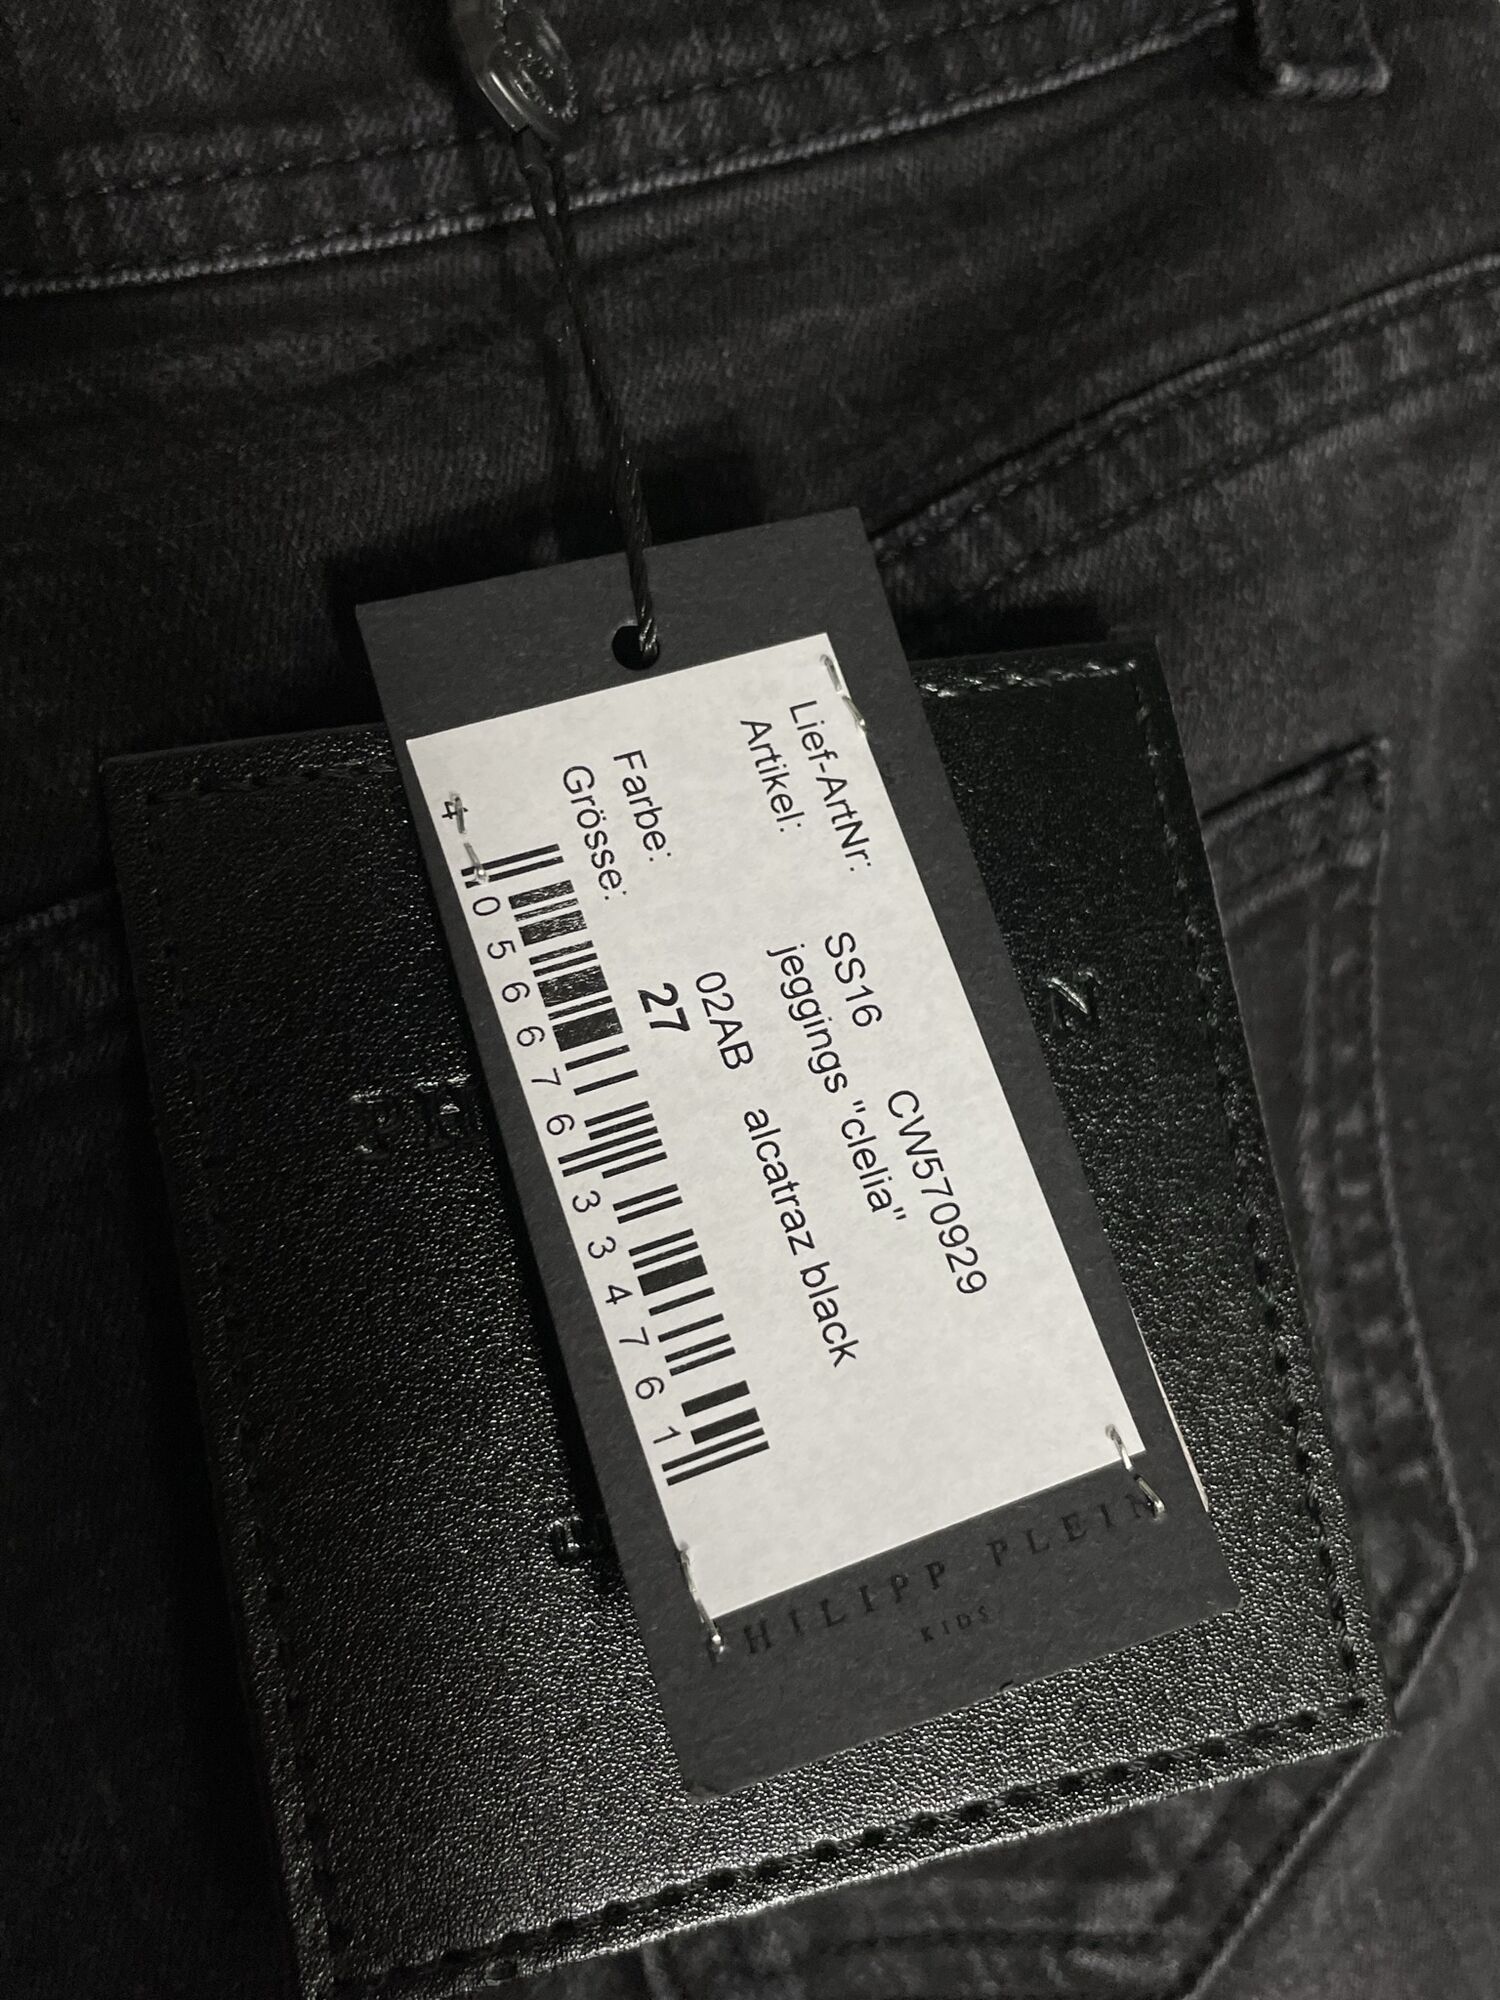 Lief-ArtNr: SS16 CW570929
Artikel: jeggings "clelia"
Farbe: 02AB alcatraz black
Grösse: 27
4 056676 334761
PHILIPP PLEIN
KIDS